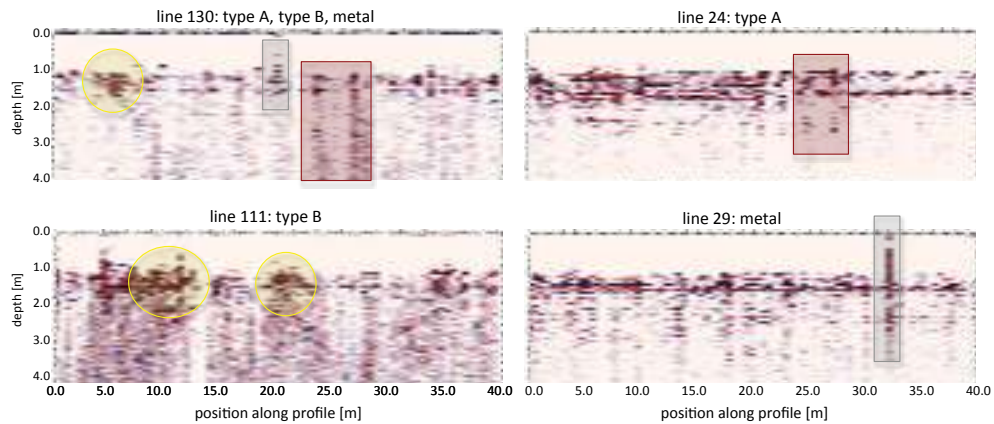 line 130: type A, type B, metal
0.0
1.0
2.0
3.0
4.0
depth [m]
line 24: type A
line 111: type B
0.0
1.0
2.0
3.0
4.0
depth [m]
0.0 5.0 10.0 15.0 20.0 25.0 30.0 35.0 40.0
position along profile [m]
line 29: metal
0.0 5.0 10.0 15.0 20.0 25.0 30.0 35.0 40.0
position along profile [m]